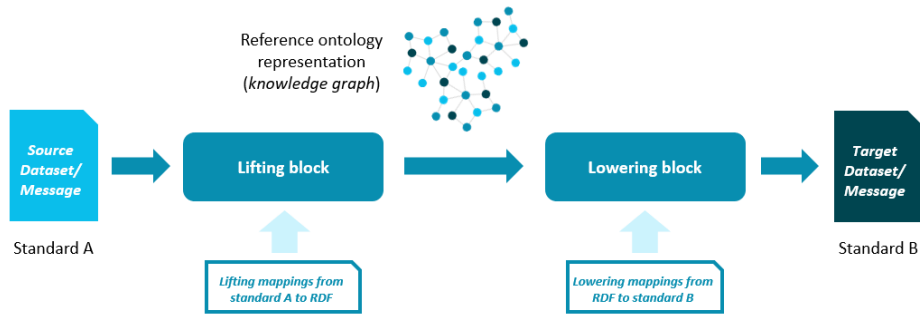 Reference ontology
representation
(knowledge graph)
Source
Dataset/
Message
Standard A
Lifting block
Lowering block
Target
Dataset/
Message
Standard B
Lifting mappings from
standard A to RDF
Lowering mappings from
RDF to standard B